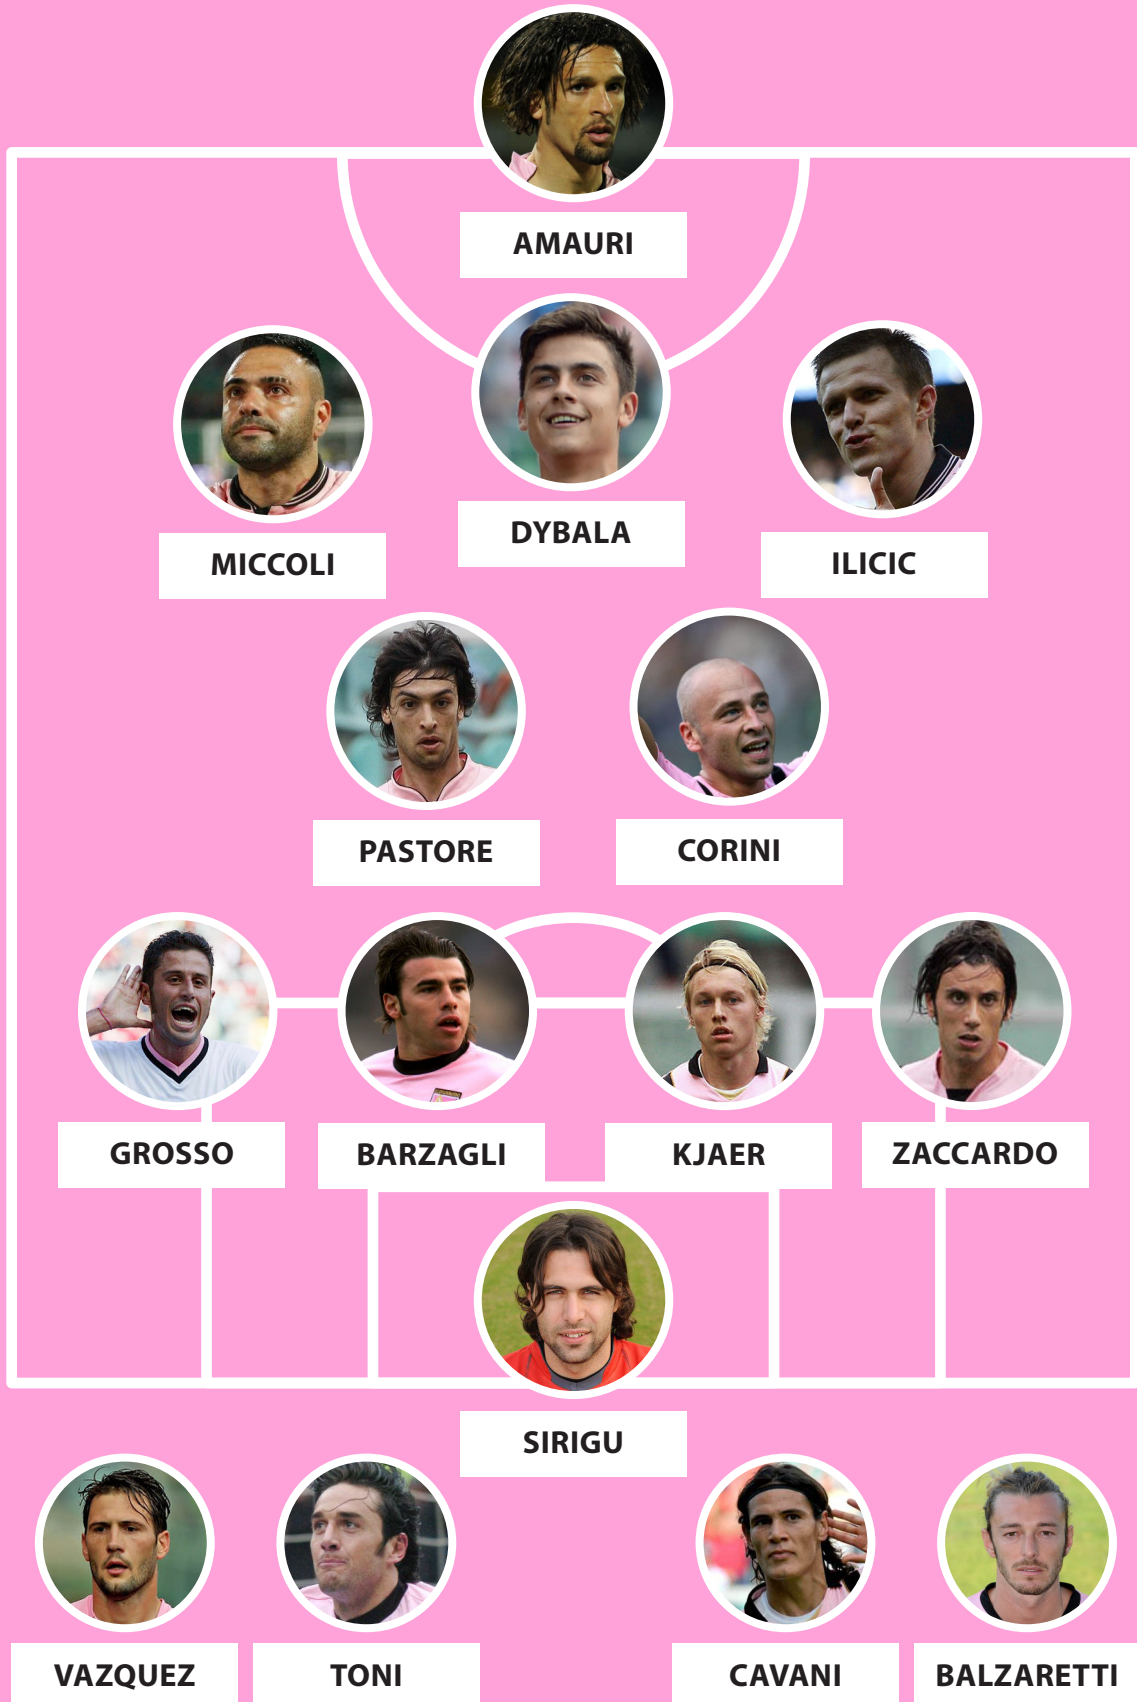 AMAURI
MICCOLI
DYBALA
ILICIC
PASTORE
CORINI
GROSSO
BARZAGLI
KJAER
ZACCARDO
SIRIGU
VAZQUEZ
TONI
CAVANI
BALZARETTI